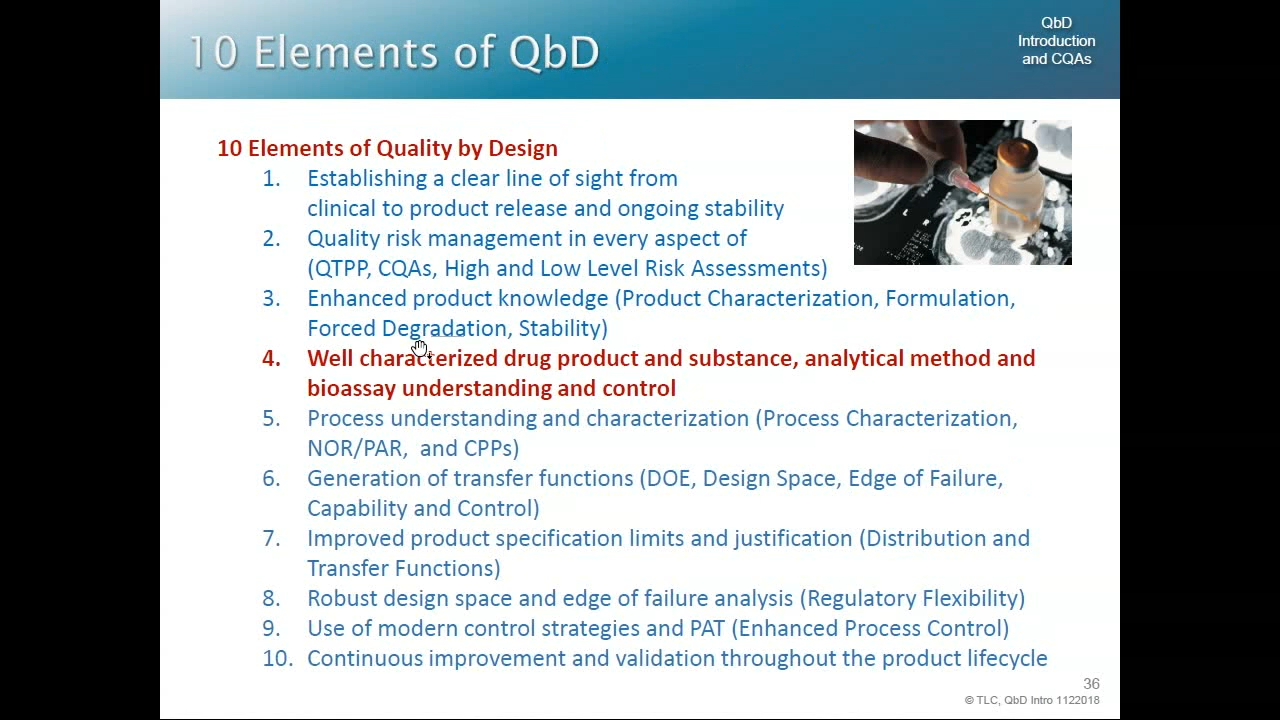 10 Elements of QbD
QbD
Introduction
and CQAs
10 Elements of Quality by Design
1. Establishing a clear line of sight from
clinical to product release and ongoing stability
2. Quality risk management in every aspect of
(QTPP, CQAs, High and Low Level Risk Assessments)
3. Enhanced product knowledge (Product Characterization, Formulation,
Forced Degradation, Stability)
4. Well characterized drug product and substance, analytical method and
bioassay understanding and control
5. Process understanding and characterization (Process Characterization,
NOR/PAR, and CPPs)
6. Generation of transfer functions (DOE, Design Space, Edge of Failure,
Capability and Control)
7. Improved product specification limits and justification (Distribution and
Transfer Functions)
8. Robust design space and edge of failure analysis (Regulatory Flexibility)
9. Use of modern control strategies and PAT (Enhanced Process Control)
10. Continuous improvement and validation throughout the product lifecycle
36
© TLC, QbD Intro 1122018